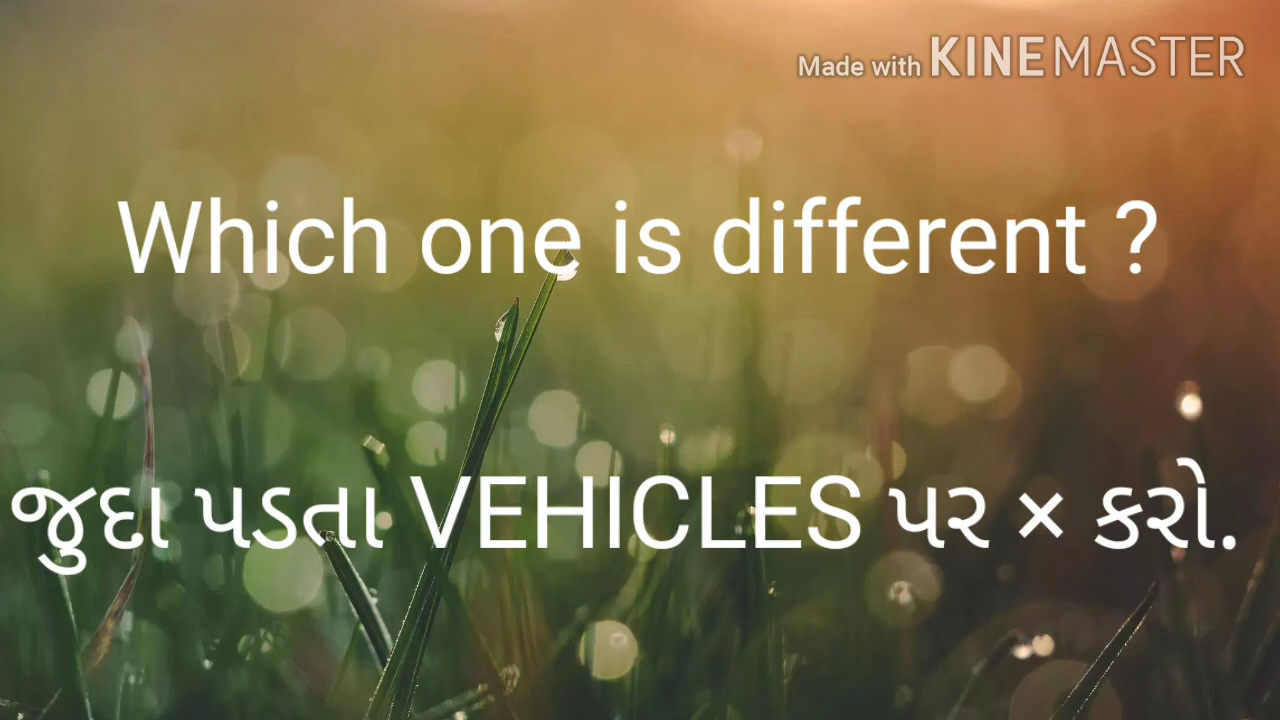 Made with KINEMASTER
Which one is different ?
જુદા પડતા VEHICLES પર × કરો.